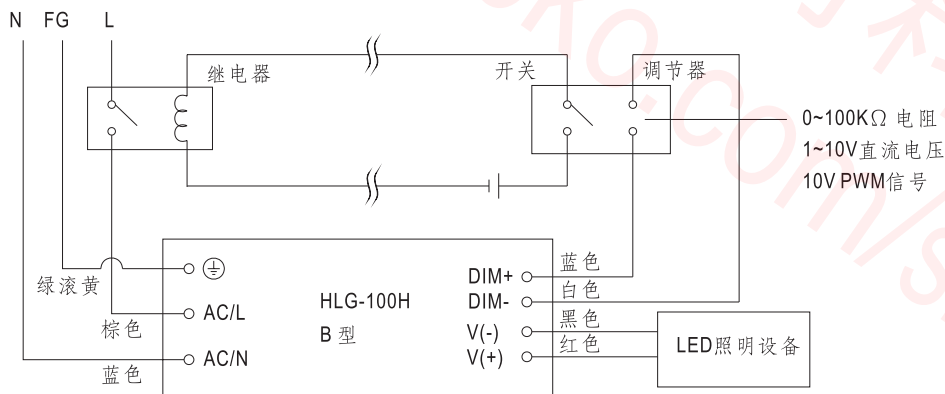 N FG L
继电器
开关
调节器
0~100KΩ 电阻
1~10V直流电压
10V PWM信号
绿滚黄
棕色
蓝色
AC/L
AC/N
HLG-100H
B 型
DIM+
DIM-
V(-)
V(+)
蓝色
白色
黑色
红色
LED照明设备